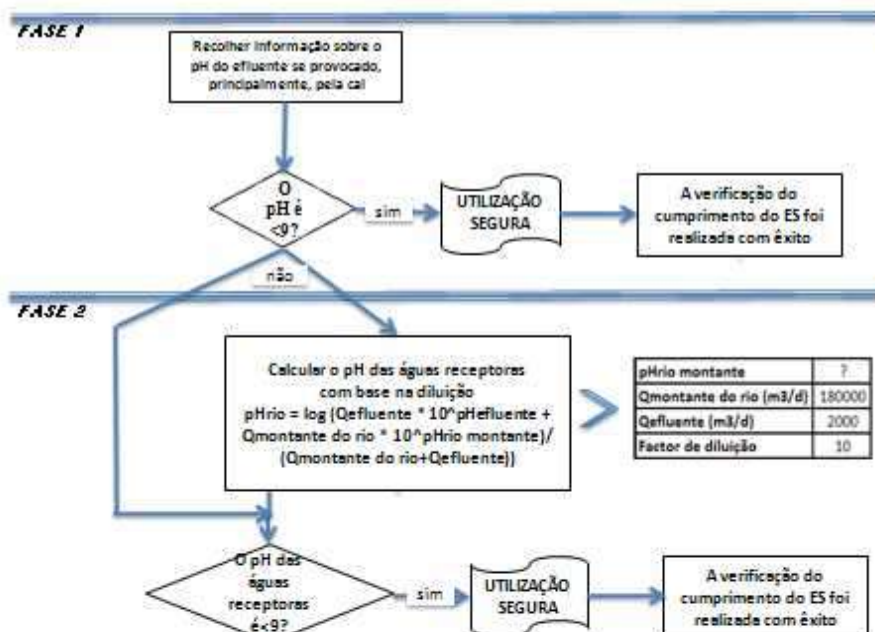 FASE 1
Recolher informação sobre o
pH do efluente se provocado,
principalmente, pela cal
O
pH é
<9?
sim
UTILIZAÇÃO
SEGURA
A verificação do
cumprimento do ES foi
realizada com êxito
não
FASE 2
Calcular o pH das águas receptoras
com base na diluição
pHrio = log (Qefluente * 10^pHefluente +
Qmontante do rio * 10^pHrio montante)/
(Qmontante do rio+Qefluente))
pHrio montante ?
Qmontante do rio (m3/d) 180000
Qefluente (m3/d) 2000
Factor de diluição 10
O pH das
águas
receptoras
é<9?
sim
UTILIZAÇÃO
SEGURA
A verificação do
cumprimento do ES foi
realizada com êxito